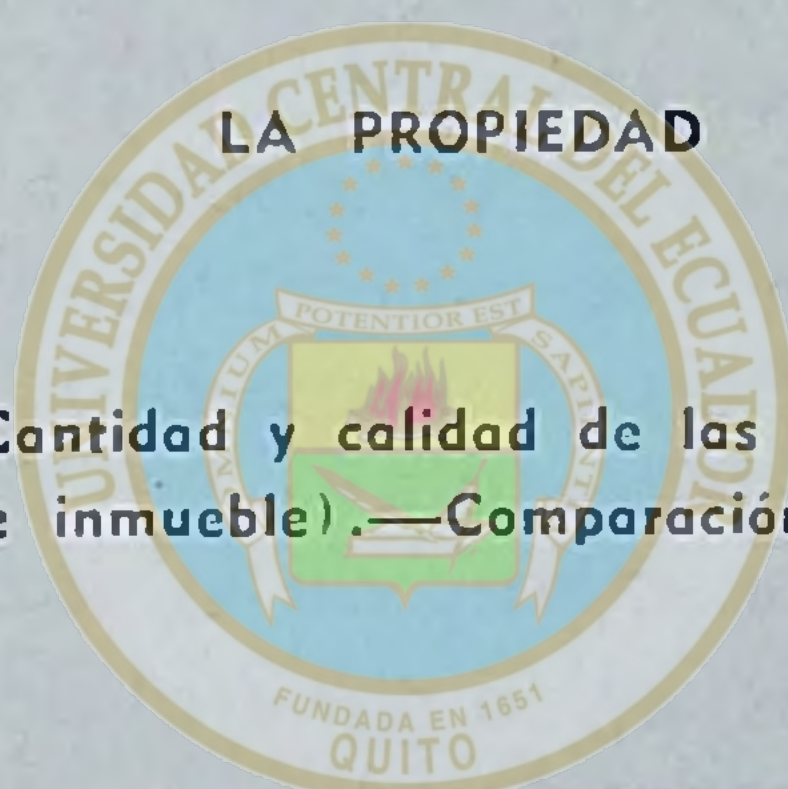 LA PROPIEDAD
Cantidad y calidad de las
e inmueble).—Comparación
UNIVERSIDAD CENTRAL DEL ECUADOR
OMNIUM POTENTIOR EST SAPIENTIA
FUNDADA EN 1651
QUITO